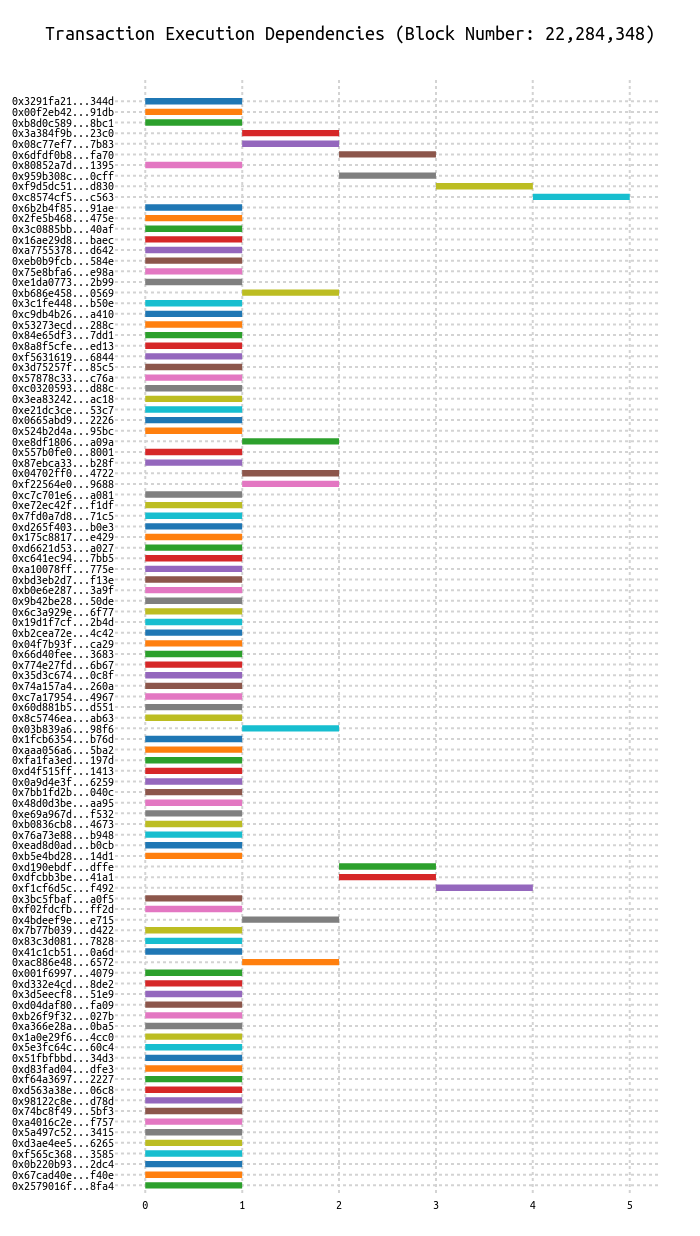 Transaction Execution Dependencies (Block Number: 22,284,348)
0x3291fa21...344d
0x00f2eb42...91db
0xb8d0c589...8bc1
0x3a384f9b...23c0
0x08c77ef7...7b83
0x6dfdf0b8...fa70
0x80852a7d...1395
0x959b308c...0cff
0xf9d5dc51...d830
0xc8574cf5...c563
0x6b2b4f85...91ae
0x2fe5b468...475e
0x3c0885bb...40af
0x16ae29d8...baec
0xa7755378...d642
0xeb0b9fcb...584e
0x75e8bfa6...e98a
0xe1da0773...2b99
0xb686e458...0569
0x3c1fe448...b50e
0xc9db4b26...a410
0x53273ecd...288c
0x84e65df3...7dd1
0x8a8f5cfe...ed13
0xf5631619...6844
0x3d75257f...85c5
0x57878c33...c76a
0xc0320593...d88c
0x3ea83242...ac18
0xe21dc3ce...53c7
0x0665abd9...2226
0x524b2d4a...95bc
0xe8df1806...a09a
0x557b0fe0...8001
0x87ebca33...b28f
0x04702ff0...4722
0xf22564e0...9688
0xc7c701e6...a081
0xe72ec42f...f1df
0x7fd0a7d8...71c5
0xd265f403...b0e3
0x175c8817...e429
0xd6621d53...a027
0xc641ec94...7bb5
0xa10078ff...775e
0xbd3eb2d7...f13e
0xb0e6e287...3a9f
0x9b42be28...50de
0x6c3a929e...6f77
0x19d1f7cf...2b4d
0xb2cea72e...4c42
0x04f7b93f...ca29
0x66d40fee...3683
0x774e27fd...6b67
0x35d3c674...0c8f
0x74a157a4...260a
0xc7a17954...4967
0x60d881b5...d551
0x8c5746ea...ab63
0x03b839a6...98f6
0x1fcb6354...b76d
0xaaa056a6...5ba2
0xfa1fa3ed...197d
0xd4f515ff...1413
0x0a9d4e3f...6259
0x7bb1fd2b...040c
0x48d0d3be...aa95
0xe69a967d...f532
0xb0836cb8...4673
0x76a73e88...b948
0xead8d0ad...b0cb
0xb5e4bd28...14d1
0xd190ebdf...dffe
0xdfcbb3be...41a1
0xf1cf6d5c...f492
0x3bc5fbaf...a0f5
0xf02fdcfb...ff2d
0x4bdeef9e...e715
0x7b77b039...d422
0x83c3d081...7828
0x41c1cb51...0a6d
0xac886e48...6572
0x001f6997...4079
0xd332e4cd...8de2
0x3d5eecf8...51e9
0xd04daf80...fa09
0xb26f9f32...027b
0xa366e28a...0ba5
0x1a0e29f6...4cc0
0x5e3fc64c...60c4
0x51fbfbbd...34d3
0xd83fad04...dfe3
0xf64a3697...2227
0xd563a38e...06c8
0x98122c8e...d78d
0x74bc8f49...5bf3
0xa4016c2e...f757
0x5a497c52...3415
0xd3ae4ee5...6265
0xf565c368...3585
0x0b220b93...2dc4
0x67cad40e...f40e
0x2579016f...8fa4
0 1 2 3 4 5